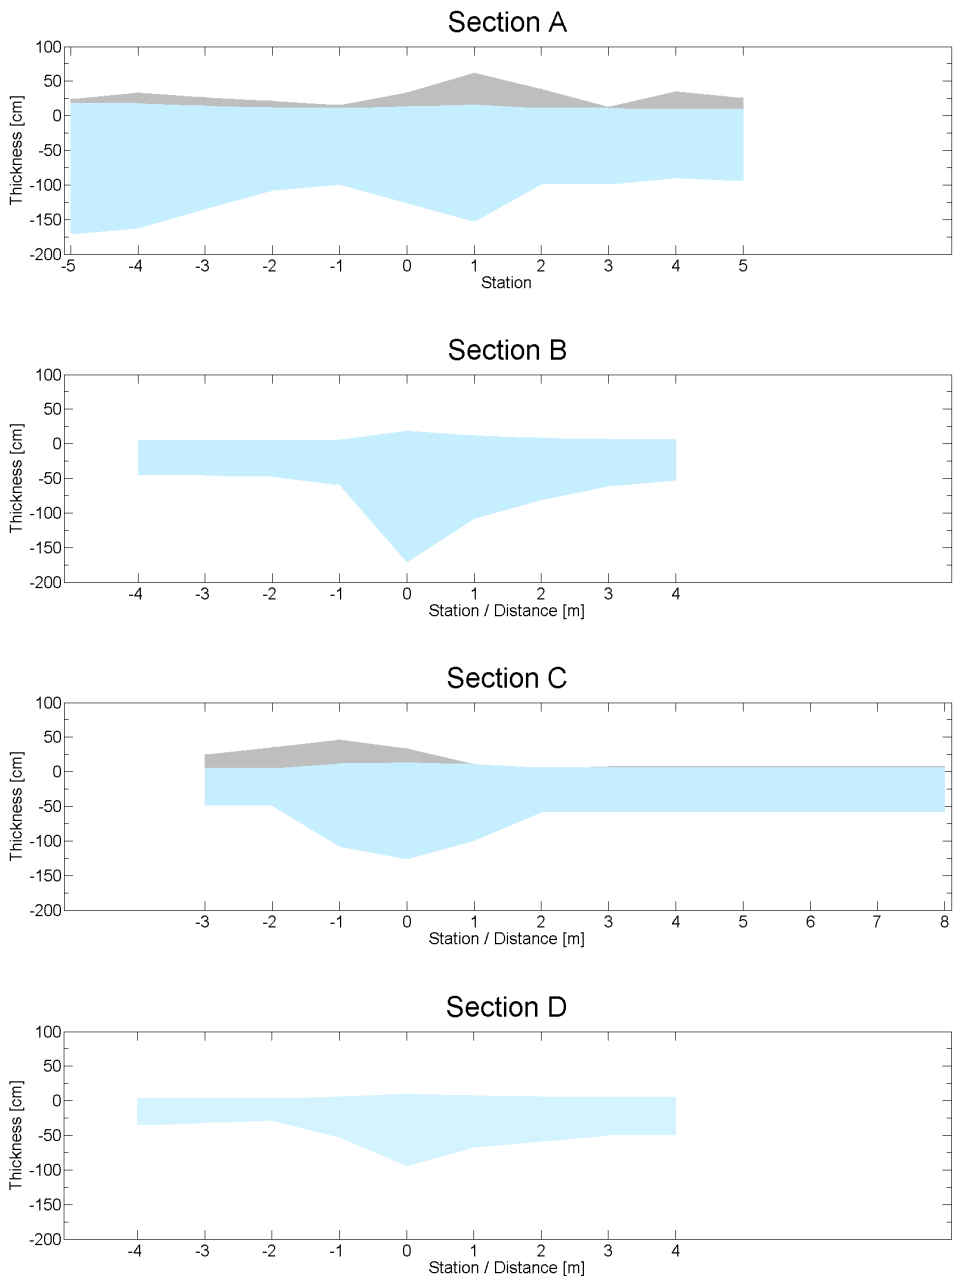 Section A
100
50
0
-50
-100
-150
-200
Thickness [cm]
-5 -4 -3 -2 -1 0 1 2 3 4 5
Station
Section B
100
50
0
-50
-100
-150
-200
Thickness [cm]
-4 -3 -2 -1 0 1 2 3 4
Station / Distance [m]
Section C
100
50
0
-50
-100
-150
-200
Thickness [cm]
-3 -2 -1 0 1 2 3 4 5 6 7 8
Station / Distance [m]
Section D
100
50
0
-50
-100
-150
-200
Thickness [cm]
-4 -3 -2 -1 0 1 2 3 4
Station / Distance [m]